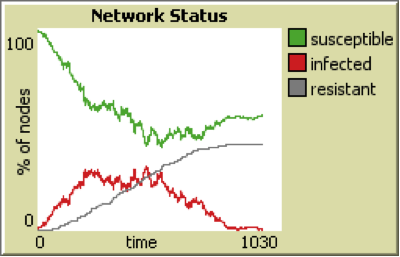 Network Status
100
% of nodes
0
0 time 1030
susceptible
infected
resistant